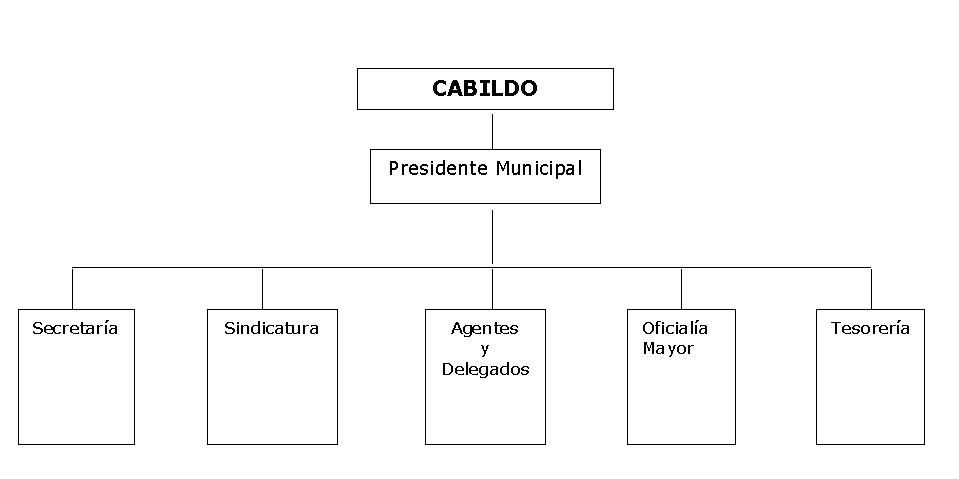 CABILDO
Presidente Municipal
Secretaría
Sindicatura
Agentes
y
Delegados
Oficialía
Mayor
Tesorería